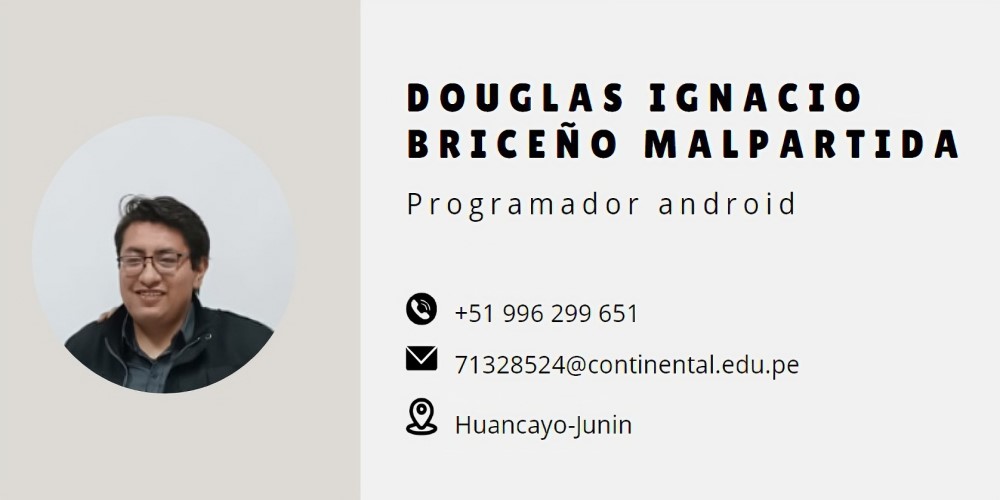 DOUGLAS IGNACIO
BRICEÑO MALPARTIDA
Programador android
+51 996 299 651
71328524@continental.edu.pe
Huancayo-Junin